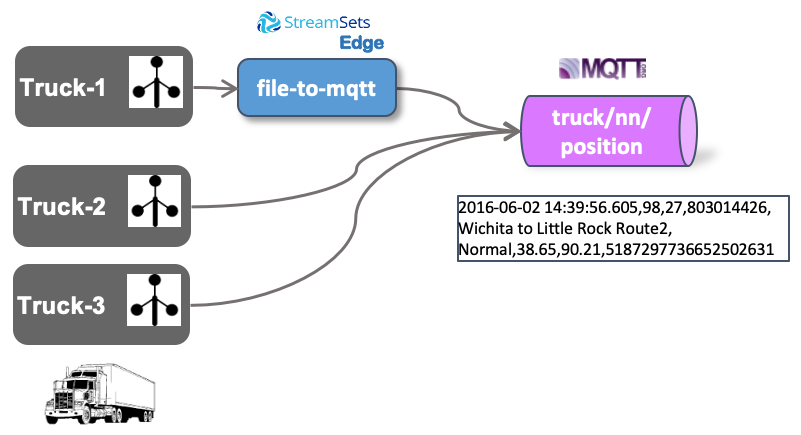 StreamSets
Edge
Truck-1
file-to-mqtt
MQTT
.ORG
truck/nn/
position
Truck-2
2016-06-02 14:39:56.605,98,27,803014426,
Wichita to Little Rock Route2,
Normal,38.65,90.21,5187297736652502631
Truck-3